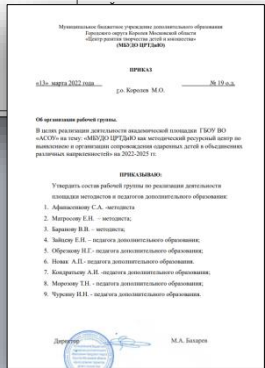 Муниципальное бюджетное учреждение дополнительного образования
Городского округа Королев Московской области
«Центр развития творчества детей и юношества»
(МБУДО ЦРТДиЮ)
ПРИКАЗ
«13» марта 2022 года № 19 о.д.
г.о. Королев М.О.
Об организации рабочей группы.
В целях реализации деятельности академической площадки ГБОУ ВО
«АСОУ» на тему: «МБУДО ЦРТДиЮ как методический ресурсный центр по
выявлению и организации сопровождения одаренных детей в объединениях
различных направленностей» на 2022-2025 гг.
ПРИКАЗЫВАЮ:
Утвердить состав рабочей группы по реализации деятельности
площадки методистов и педагогов дополнительного образования:
1. Афанасенкову С.А. -методиста
2. Матросову Е.Н. – методиста;
3. Баранову В.В. – методиста;
4. Зайцеву Е.Н. – педагога дополнительного образования;
5. Обрезкову Н.Г.- педагога дополнительного образования;
6. Новак А.П.- педагога дополнительного образования.
7. Кондратьеву А.И. -педагога дополнительного образования;
8. Морозову Т.Н. - педагога дополнительного образования;
9. Чурзину И.Н. - педагога дополнительного образования.
Директор М.А. Бахарев